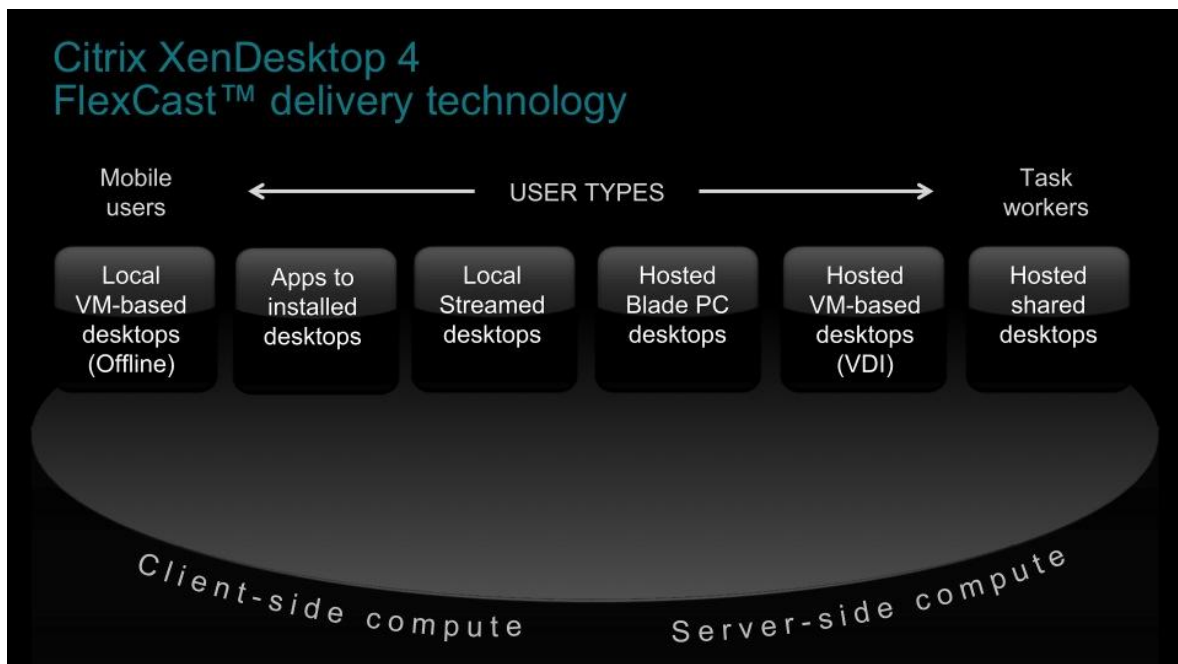 Citrix XenDesktop 4
FlexCast™ delivery technology
Mobile
users
USER TYPES
Task
workers
Local
VM-based
desktops
(Offline)
Apps to
installed
desktops
Local
Streamed
desktops
Hosted
Blade PC
desktops
Hosted
VM-based
desktops
(VDI)
Hosted
shared
desktops
Client-side compute
Server-side compute